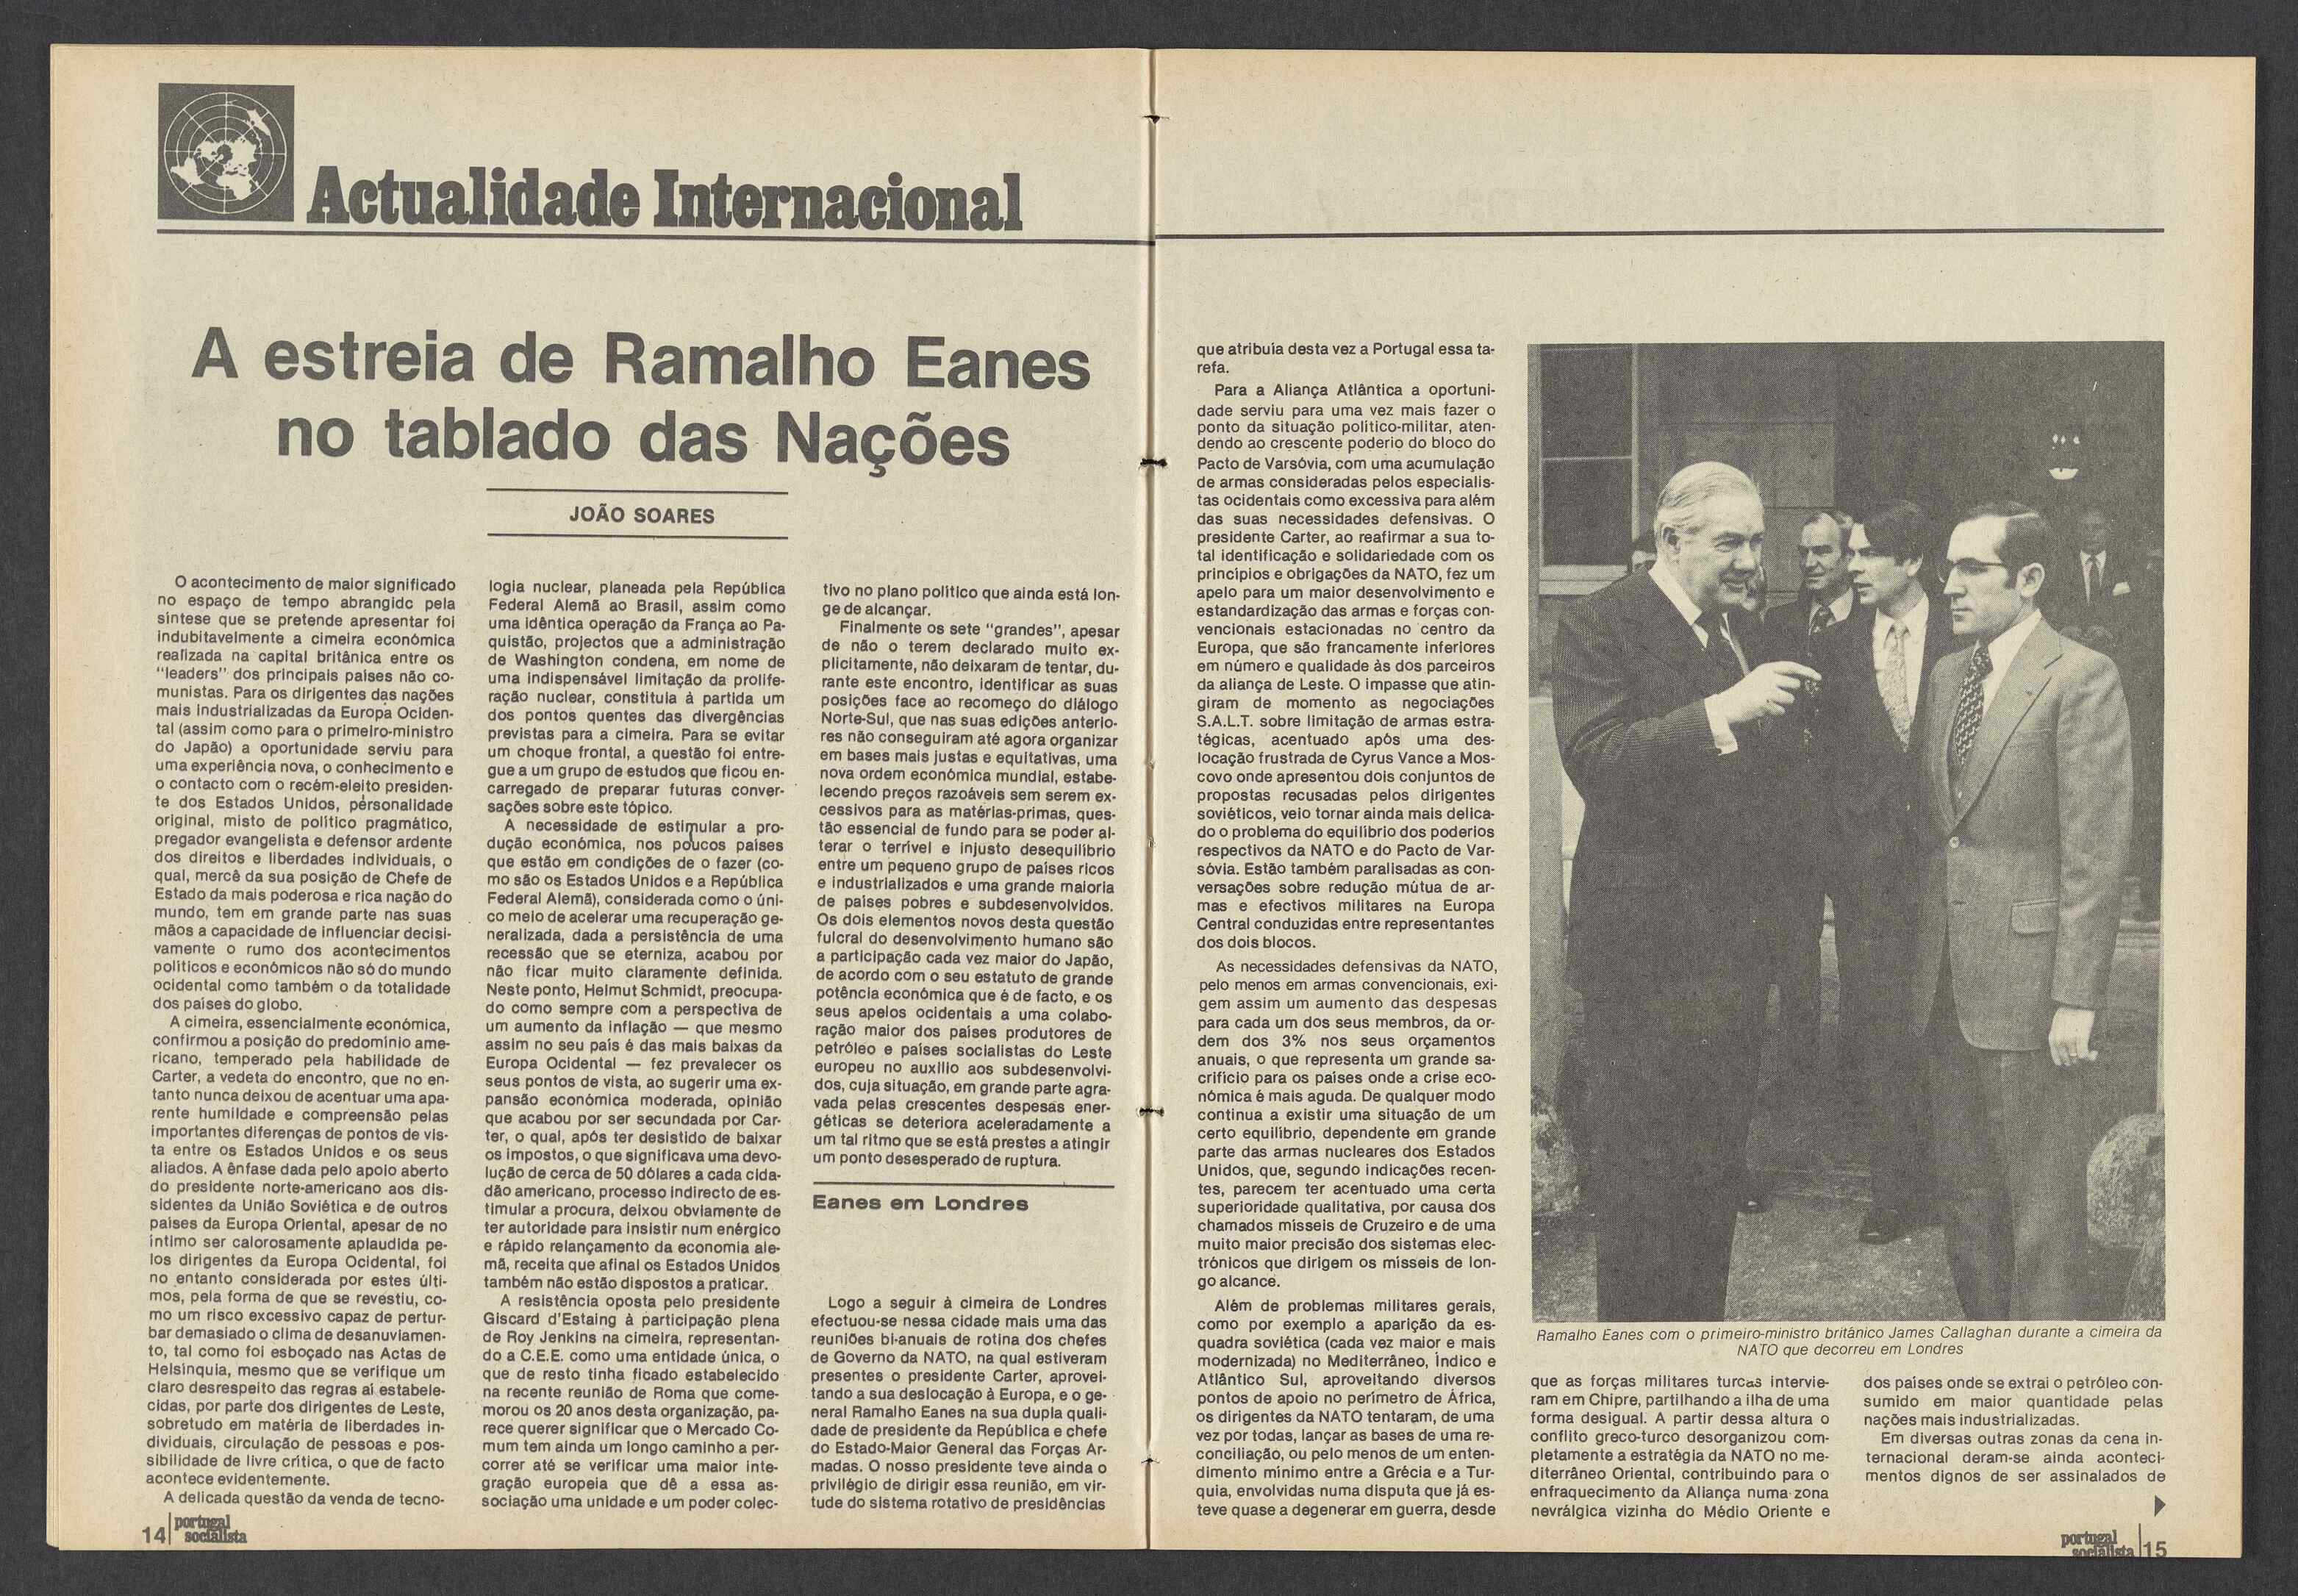 Actualidade Internacional
A estreia de Ramalho Eanes
no tablado das Nações
JOÃO SOARES
O acontecimento de maior significado
no espaço de tempo abrangido pela
síntese que se pretende apresentar foi
indubitavelmente a cimeira económica
realizada na capital britânica entre os
"leaders" dos principais países não co-
munistas. Para os dirigentes das nações
mais industrializadas da Europa Ociden-
tal (assim como para o primeiro-ministro
do Japão) a oportunidade serviu para
uma experiência nova, o conhecimento e
o contacto com o recém-eleito presiden-
te dos Estados Unidos, personalidade
original, misto de político pragmático,
pregador evangelista e defensor ardente
dos direitos e liberdades individuais, o
qual, mercê da sua posição de Chefe de
Estado da mais poderosa e rica nação do
mundo, tem em grande parte nas suas
mãos a capacidade de influenciar decisi-
vamente o rumo dos acontecimentos
políticos e económicos não só do mundo
ocidental como também o da totalidade
dos países do globo.
A cimeira, essencialmente económica,
confirmou a posição do predomínio ame-
ricano, temperado pela habilidade de
Carter, a vedeta do encontro, que no en-
tanto nunca deixou de acentuar uma apa-
rente humildade e compreensão pelas
importantes diferenças de pontos de vis-
ta entre os Estados Unidos e os seus
aliados. A ênfase dada pelo apoio aberto
do presidente norte-americano aos dis-
sidentes da União Soviética e de outros
países da Europa Oriental, apesar de no
íntimo ser calorosamente aplaudida pe-
los dirigentes da Europa Ocidental, foi
no entanto considerada por estes últi-
mos, pela forma de que se revestiu, co-
mo um risco excessivo capaz de pertur-
bar demasiado o clima de desanuviamen-
to, tal como foi esboçado nas Actas de
Helsínquia, mesmo que se verifique um
claro desrespeito das regras aí estabele-
cidas, por parte dos dirigentes de Leste,
sobretudo em matéria de liberdades in-
dividuais, circulação de pessoas e pos-
sibilidade de livre crítica, o que de facto
acontece evidentemente.
A delicada questão da venda de tecno-
logia nuclear, planeada pela República
Federal Alemã ao Brasil, assim como
uma idêntica operação da França ao Pa-
quistão, projectos que a administração
de Washington condena, em nome de
uma indispensável limitação da prolife-
ração nuclear, constituía à partida um
dos pontos quentes das divergências
previstas para a cimeira. Para se evitar
um choque frontal, a questão foi entre-
gue a um grupo de estudos que ficou en-
carregado de preparar futuras conver-
sações sobre este tópico.
A necessidade de estimular a pro-
dução económica, nos poucos países
que estão em condições de o fazer (co-
mo são os Estados Unidos e a República
Federal Alemã), considerada como o úni-
co meio de acelerar uma recuperação ge-
neralizada, dada a persistência de uma
recessão que se eterniza, acabou por
não ficar muito claramente definida.
Neste ponto, Helmut Schmidt, preocupa-
do como sempre com a perspectiva de
um aumento da inflação — que mesmo
assim no seu país é das mais baixas da
Europa Ocidental — fez prevalecer os
seus pontos de vista, ao sugerir uma ex-
pansão económica moderada, opinião
que acabou por ser secundada por Car-
ter, o qual, após ter desistido de baixar
os impostos, o que significava uma devo-
lução de cerca de 50 dólares a cada cida-
dão americano, processo indirecto de es-
timular a procura, deixou obviamente de
ter autoridade para insistir num enérgico
e rápido relançamento da economia ale-
mã, receita que afinal os Estados Unidos
também não estão dispostos a praticar.
A resistência oposta pelo presidente
Giscard d'Estaing à participação plena
de Roy Jenkins na cimeira, representan-
do a C.E.E. como uma entidade única, o
que de resto tinha ficado estabelecido
na recente reunião de Roma que come-
morou os 20 anos desta organização, pa-
rece querer significar que o Mercado Co-
mum tem ainda um longo caminho a per-
correr até se verificar uma maior inte-
gração europeia que dê a essa as-
sociação uma unidade e um poder colec-
tivo no plano político que ainda está lon-
ge de alcançar.
Finalmente os sete "grandes", apesar
de não o terem declarado muito ex-
plicitamente, não deixaram de tentar, du-
rante este encontro, identificar as suas
posições face ao recomeço do diálogo
Norte-Sul, que nas suas edições anterio-
res não conseguiram até agora organizar
em bases mais justas e equitativas, uma
nova ordem económica mundial, estabe-
lecendo preços razoáveis sem serem ex-
cessivos para as matérias-primas, ques-
tão essencial de fundo para se poder al-
terar o terrível e injusto desequilíbrio
entre um pequeno grupo de países ricos
e industrializados e uma grande maioria
de países pobres e subdesenvolvidos.
Os dois elementos novos desta questão
fulcral do desenvolvimento humano são
a participação cada vez maior do Japão,
de acordo com o seu estatuto de grande
potência económica que é de facto, e os
seus apelos ocidentais a uma colabo-
ração maior dos países produtores de
petróleo e países socialistas do Leste
europeu no auxílio aos subdesenvolvi-
dos, cuja situação, em grande parte agra-
vada pelas crescentes despesas ener-
géticas se deteriora aceleradamente a
um tal ritmo que se está prestes a atingir
um ponto desesperado de ruptura.
Eanes em Londres
Logo a seguir à cimeira de Londres
efectuou-se nessa cidade mais uma das
reuniões bi-anuais de rotina dos chefes
de Governo da NATO, na qual estiveram
presentes o presidente Carter, aprovei-
tando a sua deslocação à Europa, e o ge-
neral Ramalho Eanes na sua dupla quali-
dade de presidente da República e chefe
do Estado-Maior General das Forças Ar-
madas. O nosso presidente teve ainda o
privilégio de dirigir essa reunião, em vir-
tude do sistema rotativo de presidências
14 portugal
socialista
que atribuía desta vez a Portugal essa ta-
refa.
Para a Aliança Atlântica a oportuni-
dade serviu para uma vez mais fazer o
ponto da situação político-militar, aten-
dendo ao crescente poderio do bloco do
Pacto de Varsóvia, com uma acumulação
de armas consideradas pelos especialis-
tas ocidentais como excessiva para além
das suas necessidades defensivas. O
presidente Carter, ao reafirmar a sua to-
tal identificação e solidariedade com os
princípios e obrigações da NATO, fez um
apelo para um maior desenvolvimento e
estandardização das armas e forças con-
vencionais estacionadas no centro da
Europa, que são francamente inferiores
em número e qualidade às dos parceiros
da aliança de Leste. O impasse que atin-
giram de momento as negociações
S.A.L.T. sobre limitação de armas estra-
tégicas, acentuado após uma des-
locação frustrada de Cyrus Vance a Mos-
covo onde apresentou dois conjuntos de
propostas recusadas pelos dirigentes
soviéticos, veio tornar ainda mais delica-
do o problema do equilíbrio dos poderios
respectivos da NATO e do Pacto de Var-
sóvia. Estão também paralisadas as con-
versações sobre redução mútua de ar-
mas e efectivos militares na Europa
Central conduzidas entre representantes
dos dois blocos.
As necessidades defensivas da NATO,
pelo menos em armas convencionais, exi-
gem assim um aumento das despesas
para cada um dos seus membros, da or-
dem dos 3% nos seus orçamentos
anuais, o que representa um grande sa-
crifício para os países onde a crise eco-
nómica é mais aguda. De qualquer modo
continua a existir uma situação de um
certo equilíbrio, dependente em grande
parte das armas nucleares dos Estados
Unidos, que, segundo indicações recen-
tes, parecem ter acentuado uma certa
superioridade qualitativa, por causa dos
chamados mísseis de Cruzeiro e de uma
muito maior precisão dos sistemas elec-
trónicos que dirigem os mísseis de lon-
go alcance.
Além de problemas militares gerais,
como por exemplo a aparição da es-
quadra soviética (cada vez maior e mais
modernizada) no Mediterrâneo, Índico e
Atlântico Sul, aproveitando diversos
pontos de apoio no perímetro de África,
os dirigentes da NATO tentaram, de uma
vez por todas, lançar as bases de uma re-
conciliação, ou pelo menos de um enten-
dimento mínimo entre a Grécia e a Tur-
quia, envolvidas numa disputa que já es-
teve quase a degenerar em guerra, desde
Ramalho Eanes com o primeiro-ministro britânico James Callaghan durante a cimeira da
NATO que decorreu em Londres
que as forças militares turcas intervie-
ram em Chipre, partilhando a ilha de uma
forma desigual. A partir dessa altura o
conflito greco-turco desorganizou com-
pletamente a estratégia da NATO no me-
diterrâneo Oriental, contribuindo para o
enfraquecimento da Aliança numa zona
nevrálgica vizinha do Médio Oriente e
dos países onde se extrai o petróleo con-
sumido em maior quantidade pelas
nações mais industrializadas.
Em diversas outras zonas da cena in-
ternacional deram-se ainda aconteci-
mentos dignos de ser assinalados de
portugal
socialista 15